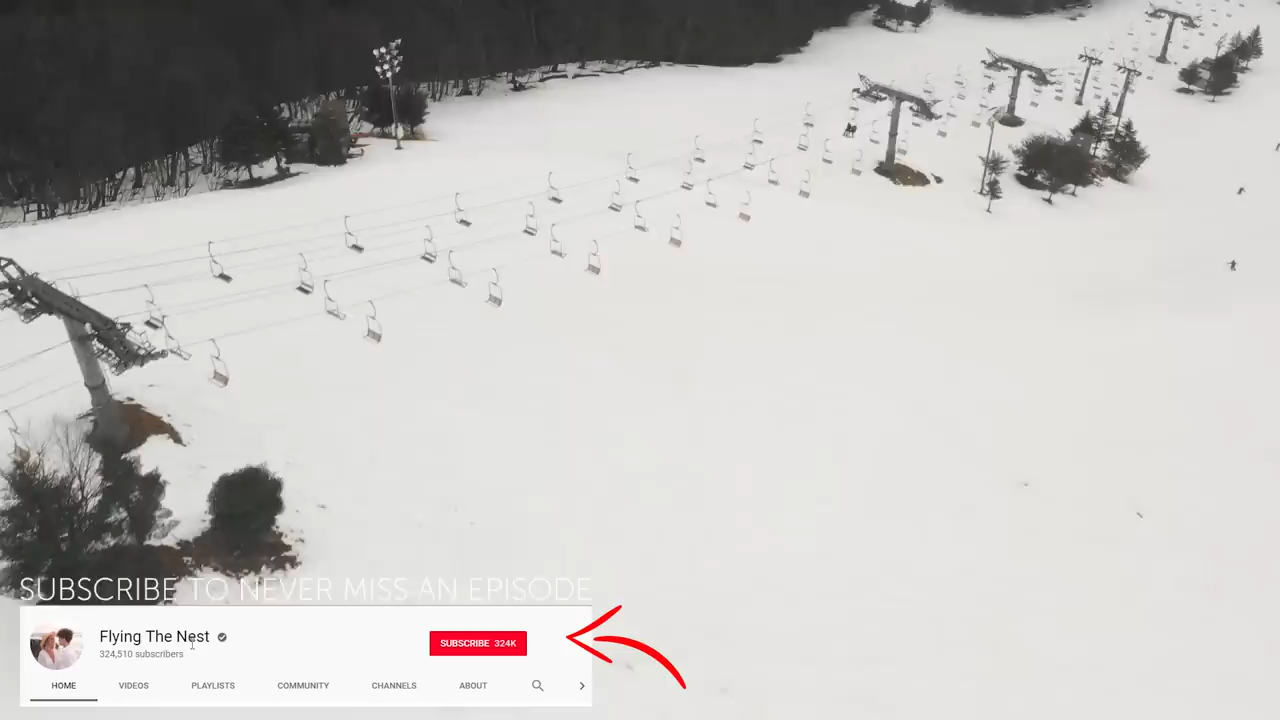 SUBSCRIBE TO NEVER MISS AN EPISODE
Flying The Nest
324,510 subscribers
SUBSCRIBE 324K
HOME VIDEOS PLAYLISTS COMMUNITY CHANNELS ABOUT